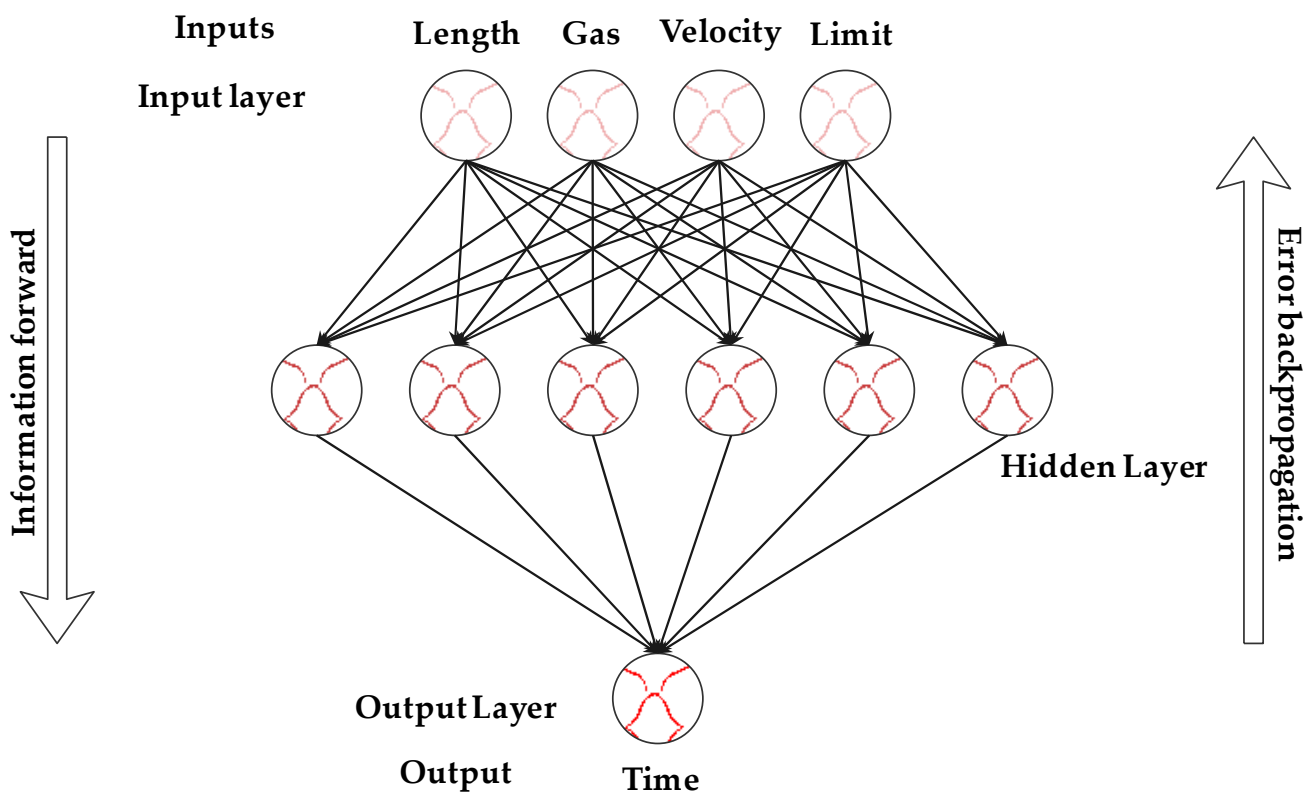 Inputs Length Gas Velocity Limit
Input layer
Information forward
Error backpropagation
Hidden Layer
Output Layer
Output Time